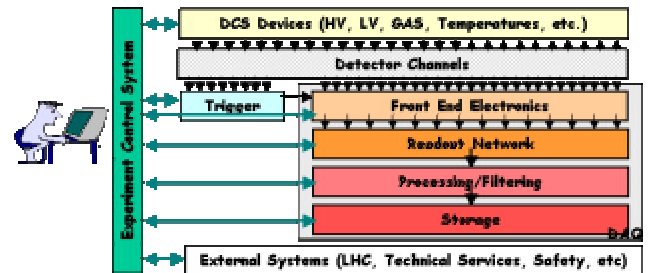 DCS Devices (HV, LV, GAS, Temperatures, etc.)
Detector Channels
Trigger
Front End Electronics
Readout Network
Processing/Filtering
Storage
DAQ
External Systems (LHC, Technical Services, Safety, etc)
Experiment Control System